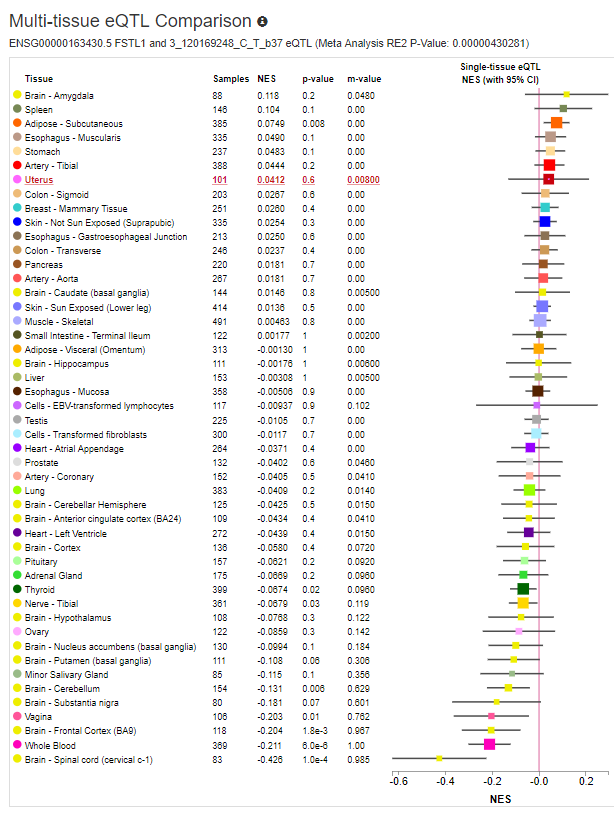 Multi-tissue eQTL Comparison
ENSG00000163430.5 FSTL1 and 3_120169248_C_T_b37 eQTL (Meta Analysis RE2 P-Value: 0.00000430281)
Single-tissue eQTL
Tissue Samples NES p-value m-value NES (with 95% CI)
Brain - Amygdala 88 0.118 0.2 0.0480
Spleen 146 0.104 0.1 0.00
Adipose - Subcutaneous 385 0.0749 0.008 0.00
Esophagus - Muscularis 335 0.0490 0.1 0.00
Stomach 237 0.0483 0.1 0.00
Artery - Tibial 388 0.0444 0.2 0.00
Uterus 101 0.0412 0.6 0.00800
Colon - Sigmoid 203 0.0267 0.6 0.00
Breast - Mammary Tissue 251 0.0260 0.4 0.00
Skin - Not Sun Exposed (Suprapubic) 335 0.0254 0.3 0.00
Esophagus - Gastroesophageal Junction 213 0.0250 0.6 0.00
Colon - Transverse 246 0.0237 0.4 0.00
Pancreas 220 0.0181 0.7 0.00
Artery - Aorta 267 0.0181 0.7 0.00
Brain - Caudate (basal ganglia) 144 0.0146 0.8 0.00500
Skin - Sun Exposed (Lower leg) 414 0.0136 0.5 0.00
Muscle - Skeletal 491 0.00463 0.8 0.00
Small Intestine - Terminal Ileum 122 0.00177 1 0.00200
Adipose - Visceral (Omentum) 313 -0.00130 1 0.00
Brain - Hippocampus 111 -0.00176 1 0.00600
Liver 153 -0.00308 1 0.00500
Esophagus - Mucosa 358 -0.00506 0.9 0.00
Cells - EBV-transformed lymphocytes 117 -0.00937 0.9 0.102
Testis 225 -0.0105 0.7 0.00
Cells - Transformed fibroblasts 300 -0.0117 0.7 0.00
Heart - Atrial Appendage 264 -0.0371 0.4 0.00
Prostate 132 -0.0402 0.6 0.0460
Artery - Coronary 152 -0.0405 0.5 0.0410
Lung 383 -0.0409 0.2 0.0140
Brain - Cerebellar Hemisphere 125 -0.0425 0.5 0.0150
Brain - Anterior cingulate cortex (BA24) 109 -0.0434 0.4 0.0410
Heart - Left Ventricle 272 -0.0439 0.4 0.0150
Brain - Cortex 136 -0.0580 0.4 0.0720
Pituitary 157 -0.0621 0.2 0.0920
Adrenal Gland 175 -0.0666 0.2 0.0960
Thyroid 399 -0.0674 0.02 0.0960
Nerve - Tibial 361 -0.0679 0.03 0.119
Brain - Hypothalamus 108 -0.0768 0.3 0.122
Ovary 122 -0.0859 0.3 0.142
Brain - Nucleus accumbens (basal ganglia) 130 -0.0994 0.1 0.184
Brain - Putamen (basal ganglia) 111 -0.108 0.06 0.306
Minor Salivary Gland 85 -0.115 0.1 0.356
Brain - Cerebellum 154 -0.131 0.006 0.629
Brain - Substantia nigra 80 -0.181 0.07 0.601
Vagina 106 -0.203 0.01 0.762
Brain - Frontal Cortex (BA9) 118 -0.204 1.8e-3 0.967
Whole Blood 369 -0.211 6.0e-6 1.00
Brain - Spinal cord (cervical c-1) 83 -0.426 1.0e-4 0.985
-0.6 -0.4 -0.2 -0.0 0.2
NES